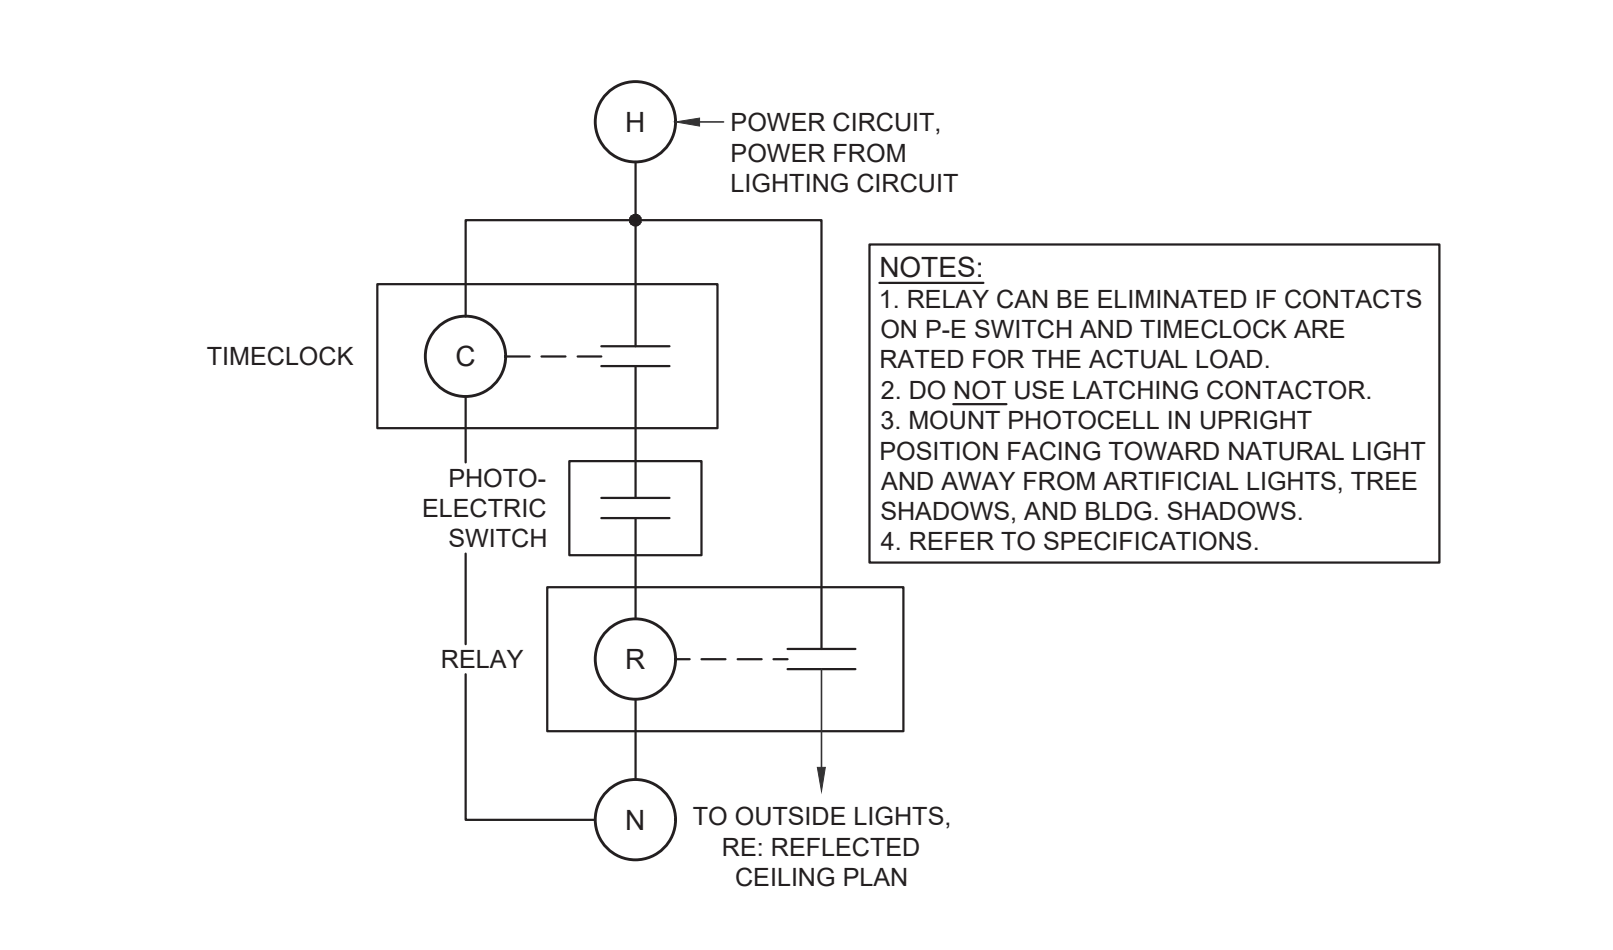 H
POWER CIRCUIT,
POWER FROM
LIGHTING CIRCUIT
TIMECLOCK
C
PHOTO-
ELECTRIC
SWITCH
RELAY
R
N
TO OUTSIDE LIGHTS,
RE: REFLECTED
CEILING PLAN
NOTES:
1. RELAY CAN BE ELIMINATED IF CONTACTS
ON P-E SWITCH AND TIMECLOCK ARE
RATED FOR THE ACTUAL LOAD.
2. DO NOT USE LATCHING CONTACTOR.
3. MOUNT PHOTOCELL IN UPRIGHT
POSITION FACING TOWARD NATURAL LIGHT
AND AWAY FROM ARTIFICIAL LIGHTS, TREE
SHADOWS, AND BLDG. SHADOWS.
4. REFER TO SPECIFICATIONS.